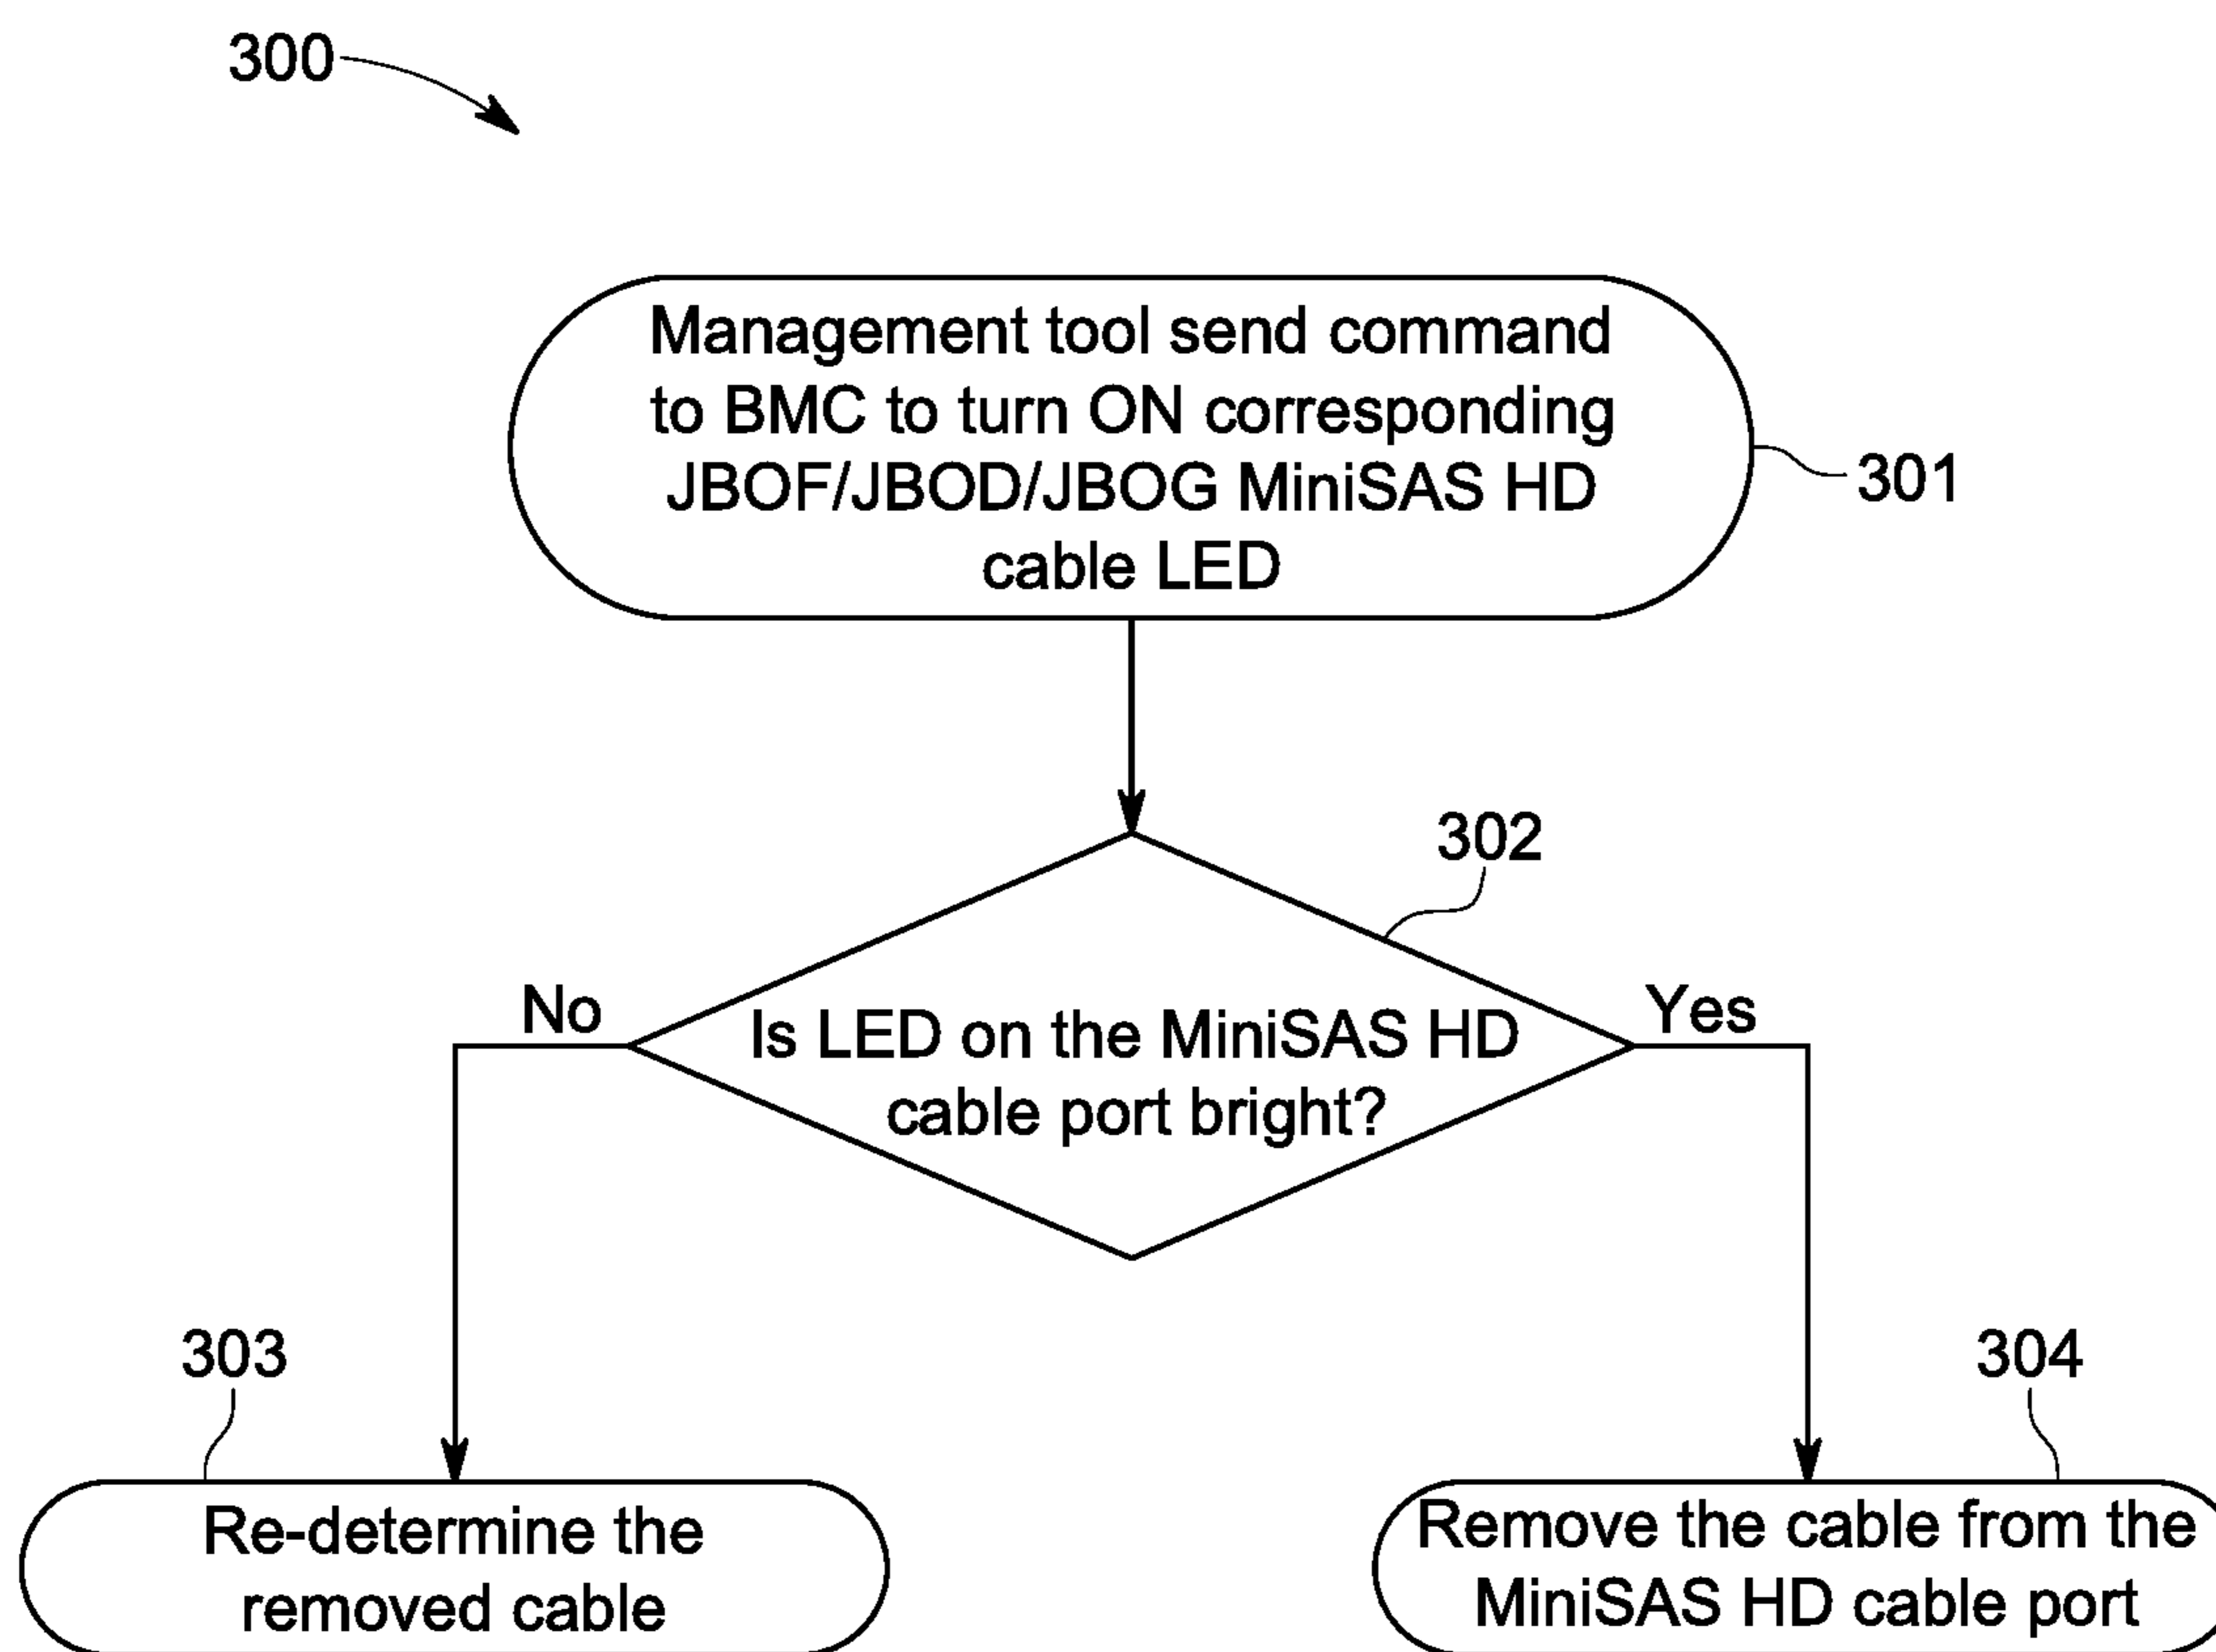 300
Management tool send command
to BMC to turn ON corresponding
JBOF/JBOD/JBOG MiniSAS HD
cable LED
301
302
No
Yes
Is LED on the MiniSAS HD
cable port bright?
303
304
Re-determine the
removed cable
Remove the cable from the
MiniSAS HD cable port